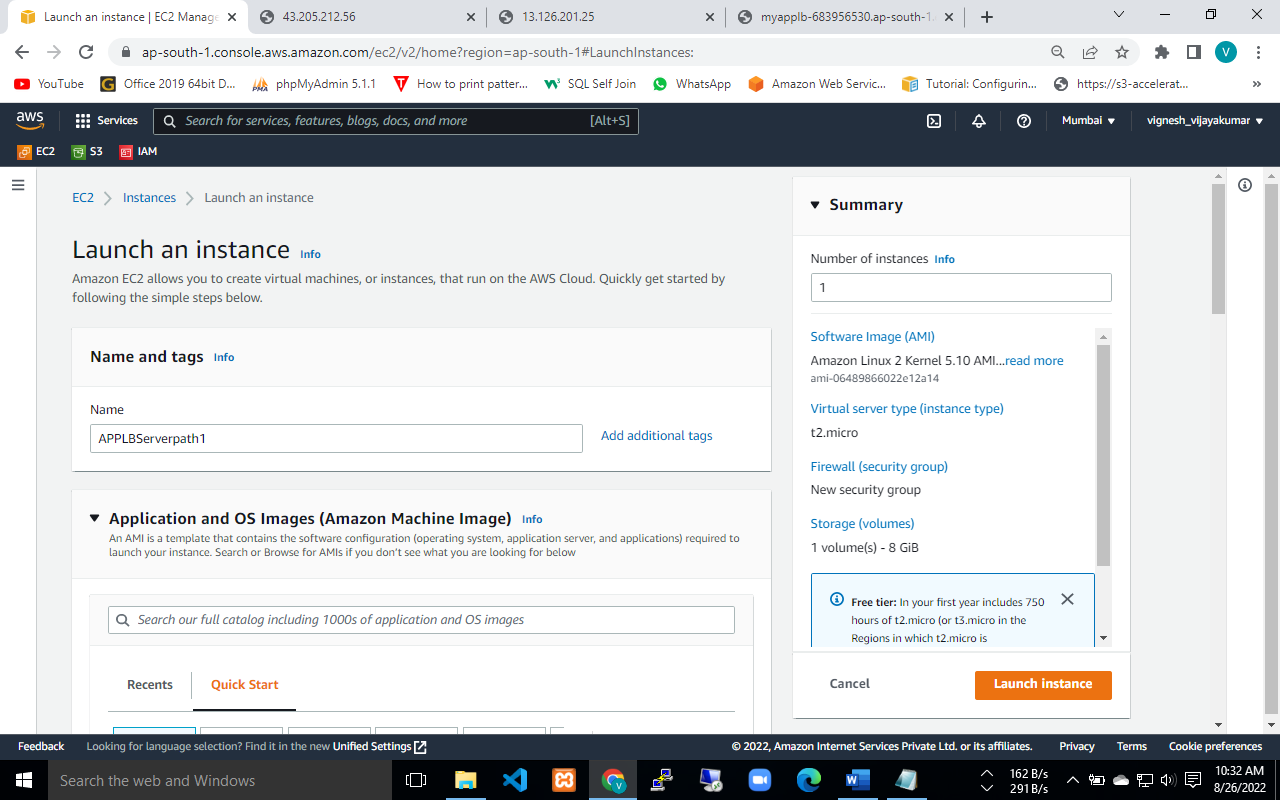 Launch an instance | EC2 Manage
43.205.212.56
13.126.201.25
myapplb-683956530.ap-south-1.
ap-south-1.console.aws.amazon.com/ec2/v2/home?region=ap-south-1#LaunchInstances:
V
YouTube
Office 2019 64bit D...
phpMyAdmin 5.1.1
How to print patter...
SQL Self Join
WhatsApp
Amazon Web Servic...
Tutorial: Configurin...
https://s3-accelerat...
»
aws
Services
Search for services, features, blogs, docs, and more
[Alt+S]
Mumbai
vignesh_vijayakumar
EC2
S3
IAM
EC2
Instances
Launch an instance
Launch an instance Info
Amazon EC2 allows you to create virtual machines, or instances, that run on the AWS Cloud. Quickly get started by
following the simple steps below.
Name and tags Info
Name
APPLBServerpath1
Add additional tags
Application and OS Images (Amazon Machine Image) Info
An AMI is a template that contains the software configuration (operating system, application server, and applications) required to
launch your instance. Search or Browse for AMIs if you don't see what you are looking for below
Search our full catalog including 1000s of application and OS images
Recents
Quick Start
Summary
Number of instances Info
1
Software Image (AMI)
Amazon Linux 2 Kernel 5.10 AMI...read more
ami-06489866022e12a14
Virtual server type (instance type)
t2.micro
Firewall (security group)
New security group
Storage (volumes)
1 volume(s) - 8 GiB
Free tier: In your first year includes 750
hours of t2.micro (or t3.micro in the
Regions in which t2.micro is
Cancel
Launch instance
Feedback
Looking for language selection? Find it in the new Unified Settings
© 2022, Amazon Internet Services Private Ltd. or its affiliates.
Privacy
Terms
Cookie preferences
Search the web and Windows
162 B/s
291 B/s
10:32 AM
8/26/2022